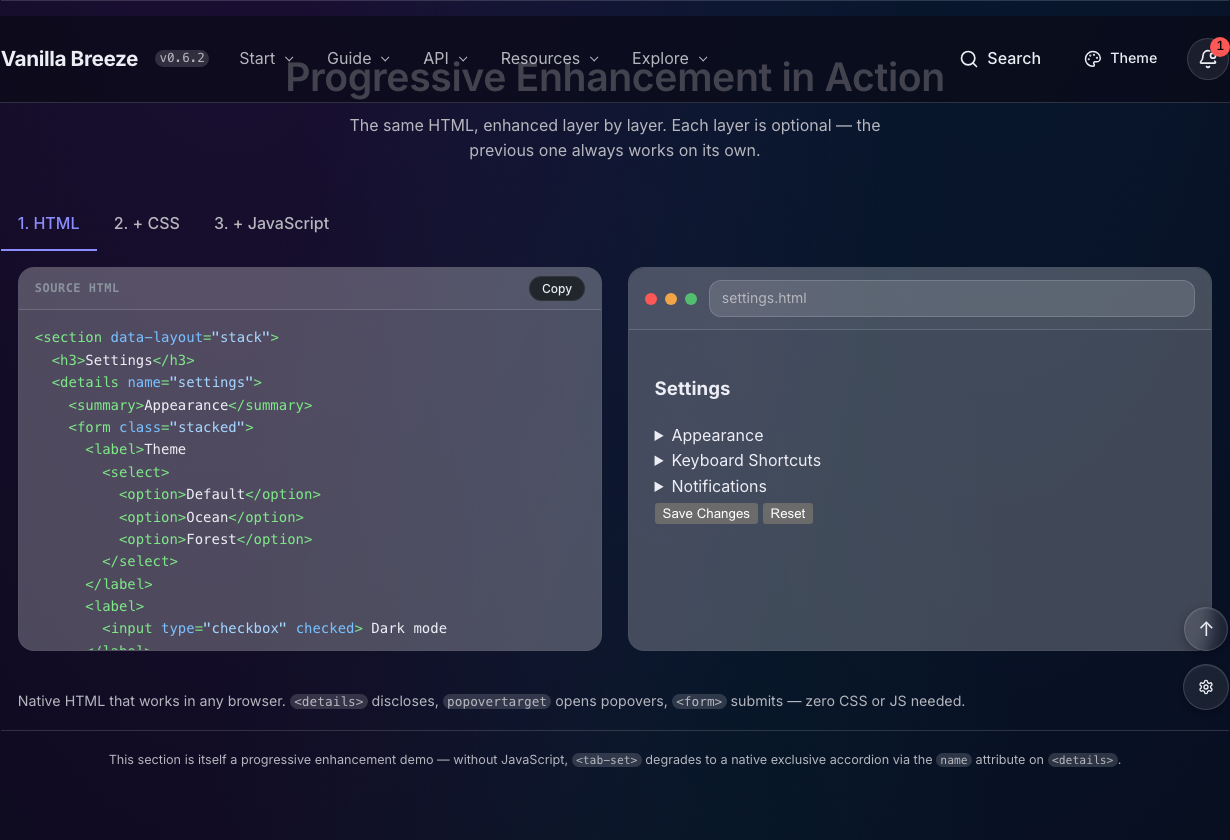 Vanilla Breeze v0.6.2 Start Guide API Resources Explore Search Theme 1
Progressive Enhancement in Action
The same HTML, enhanced layer by layer. Each layer is optional — the
previous one always works on its own.
1. HTML 2. + CSS 3. + JavaScript
SOURCE HTML Copy
<section data-layout="stack">
<h3>Settings</h3>
<details name="settings">
<summary>Appearance</summary>
<form class="stacked">
<label>Theme
<select>
<option>Default</option>
<option>Ocean</option>
<option>Forest</option>
</select>
</label>
<label>
<input type="checkbox" checked> Dark mode
</label>
settings.html
Settings
Appearance
Keyboard Shortcuts
Notifications
Save Changes Reset
Native HTML that works in any browser. <details> discloses, popovertarget opens popovers, <form> submits — zero CSS or JS needed.
This section is itself a progressive enhancement demo — without JavaScript, <tab-set> degrades to a native exclusive accordion via the name attribute on <details>.